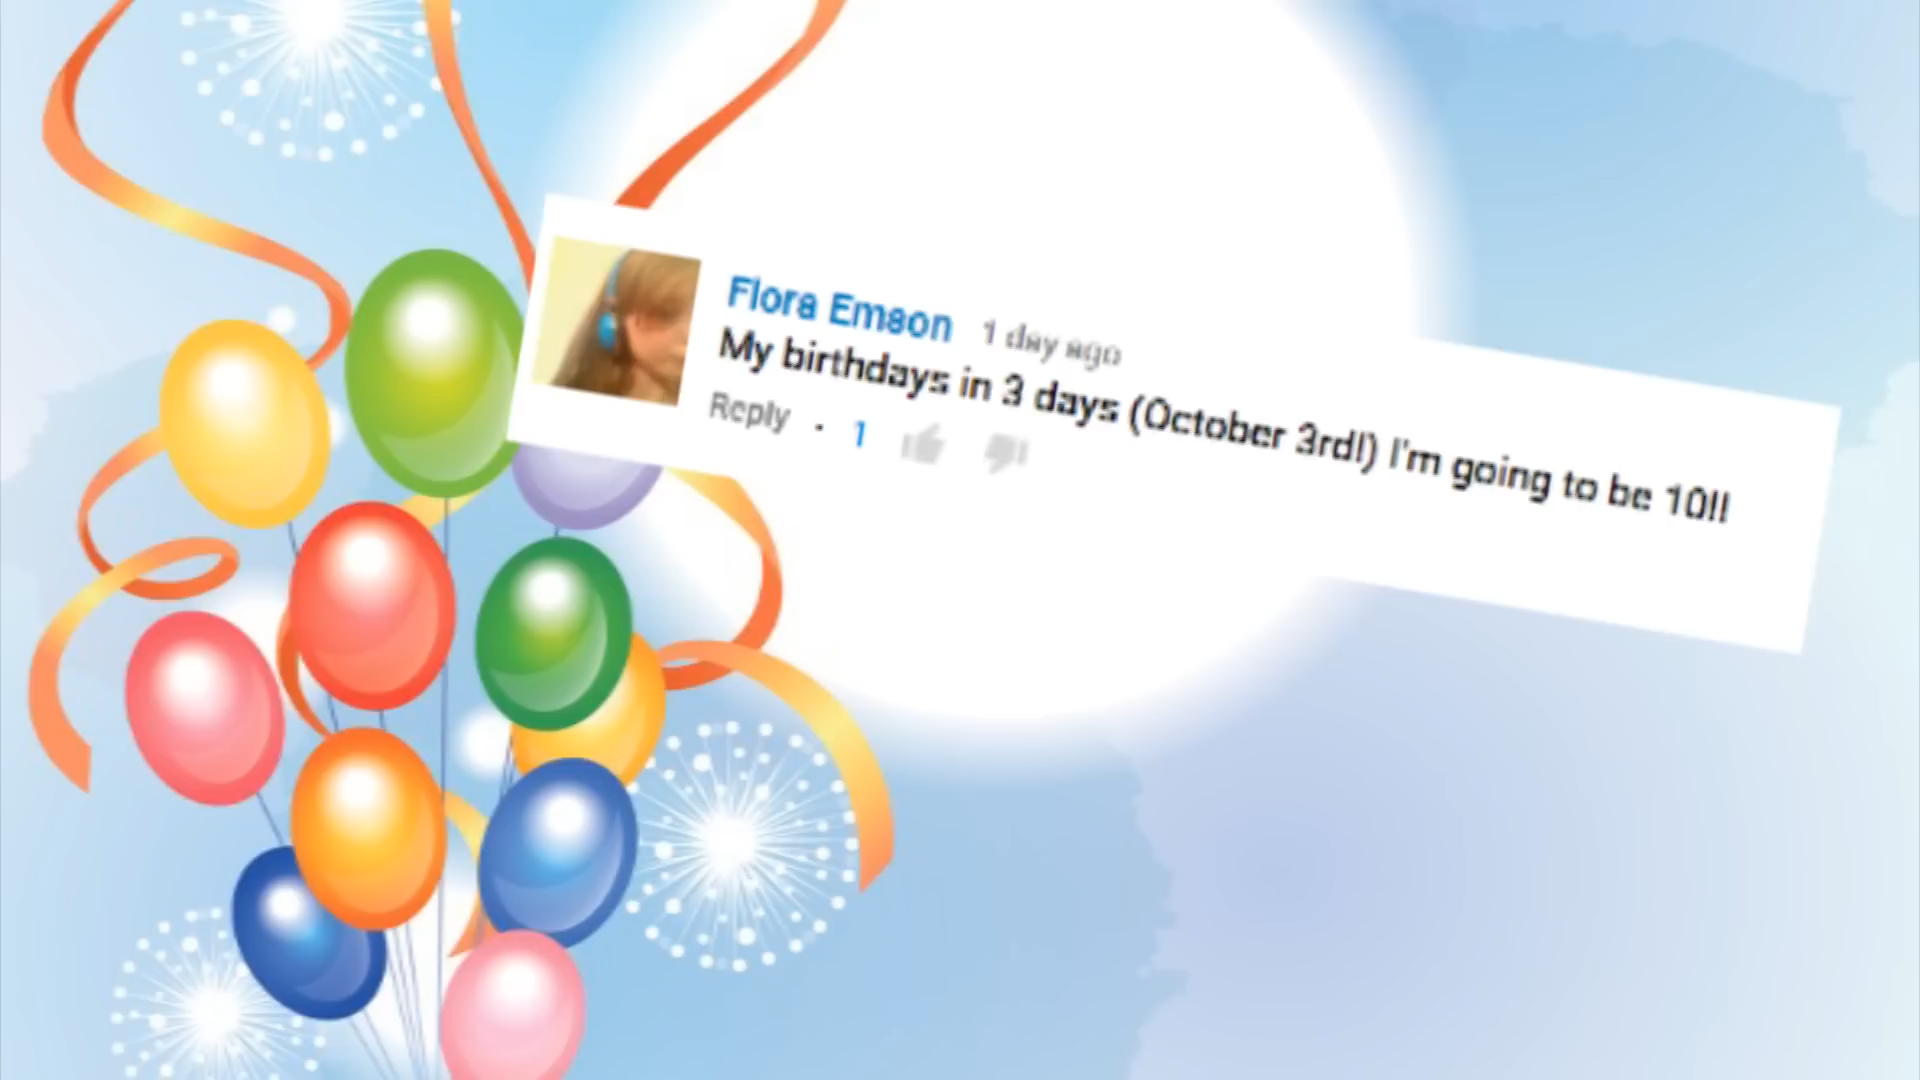 Flora Emson 1 day ago
My birthdays in 3 days (October 3rd!) I'm going to be 10!!
Reply · 1